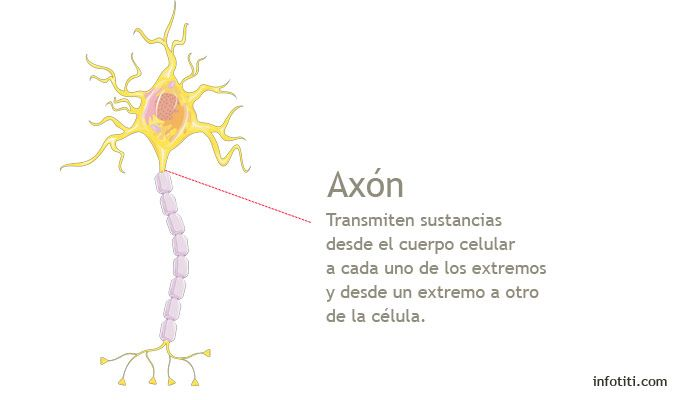 Axón
Transmiten sustancias
desde el cuerpo celular
a cada uno de los extremos
y desde un extremo a otro
de la célula.
infotiti.com